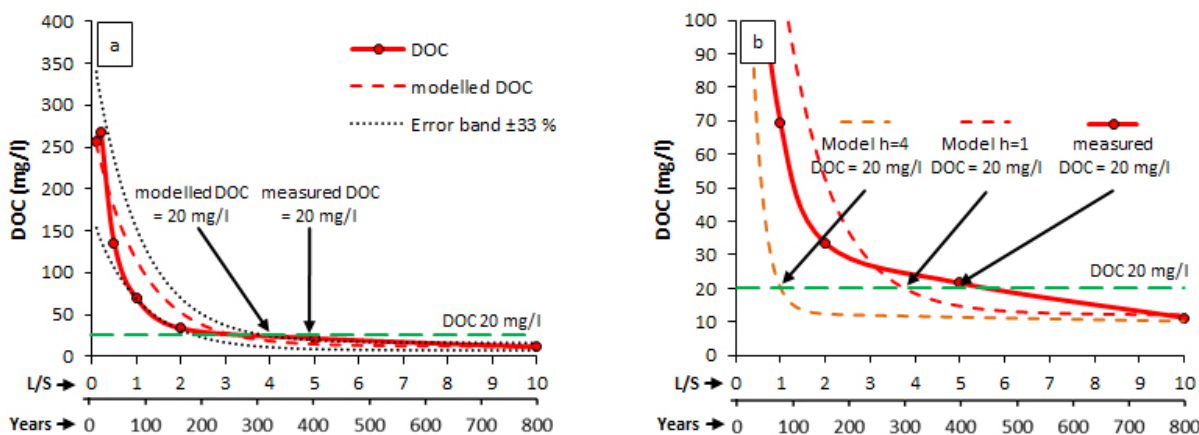 a
DOC
modelled DOC
Error band ±33 %
modelled DOC = 20 mg/l
measured DOC = 20 mg/l
DOC 20 mg/l
DOC (mg/l)
400
350
300
250
200
150
100
50
0
L/S
0 1 2 3 4 5 6 7 8 9 10
Years
0 100 200 300 400 500 600 700 800
b
Model h=4 DOC = 20 mg/l
Model h=1 DOC = 20 mg/l
measured DOC = 20 mg/l
DOC 20 mg/l
DOC (mg/l)
100
90
80
70
60
50
40
30
20
10
0
L/S
0 1 2 3 4 5 6 7 8 9 10
Years
0 100 200 300 400 500 600 700 800